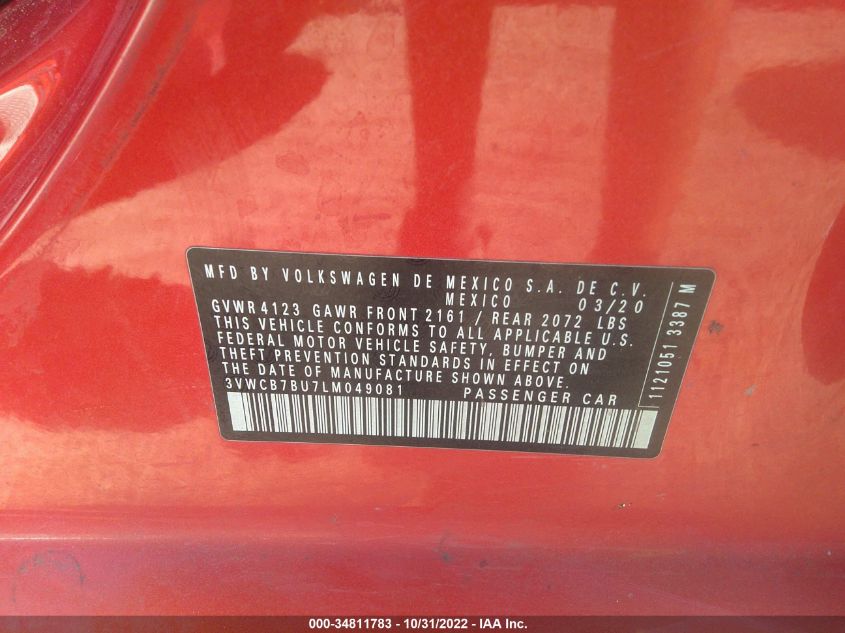 MFD BY VOLKSWAGEN DE MEXICO S.A. DE C.V.
MEXICO 03/20
GVWR 4123 GAWR FRONT 2161 / REAR 2072 LBS
THIS VEHICLE CONFORMS TO ALL APPLICABLE U.S.
FEDERAL MOTOR VEHICLE SAFETY, BUMPER AND
THEFT PREVENTION STANDARDS IN EFFECT ON
THE DATE OF MANUFACTURE SHOWN ABOVE.
3VWCB7BU7LM049081 PASSENGER CAR
1121051 3387 M
000-34811783 - 10/31/2022 - IAA Inc.